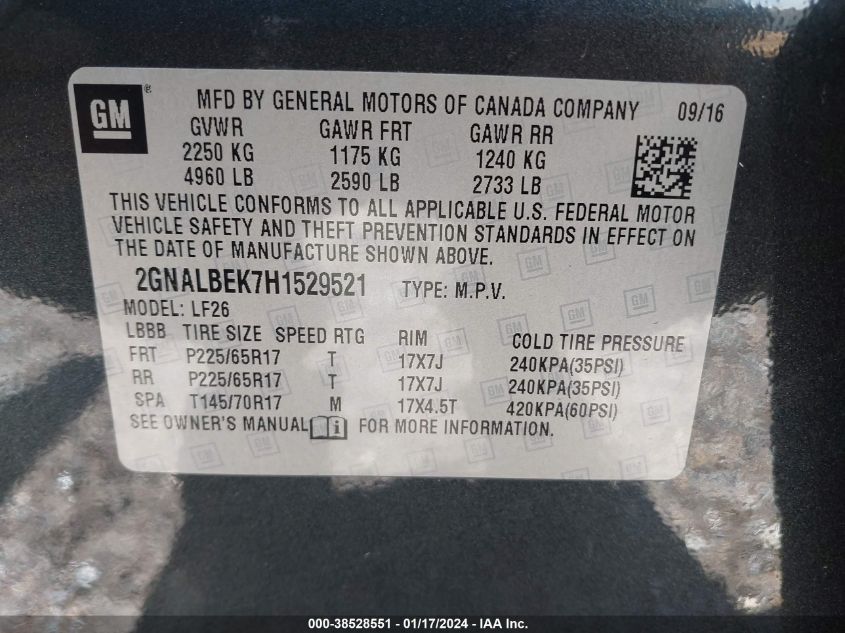 GM ® MFD BY GENERAL MOTORS OF CANADA COMPANY 09/16
GVWR GAWR FRT GAWR RR
2250 KG 1175 KG 1240 KG
4960 LB 2590 LB 2733 LB
THIS VEHICLE CONFORMS TO ALL APPLICABLE U.S. FEDERAL MOTOR
VEHICLE SAFETY AND THEFT PREVENTION STANDARDS IN EFFECT ON
THE DATE OF MANUFACTURE SHOWN ABOVE.
2GNALBEK7H1529521 TYPE: M.P.V.
MODEL: LF26
LBBB TIRE SIZE SPEED RTG RIM COLD TIRE PRESSURE
FRT P225/65R17 T 17X7J 240KPA(35PSI)
RR P225/65R17 T 17X7J 240KPA(35PSI)
SPA T145/70R17 M 17X4.5T 420KPA(60PSI)
SEE OWNER'S MANUAL i FOR MORE INFORMATION.
000-38528551 — 01/17/2024 — IAA Inc.